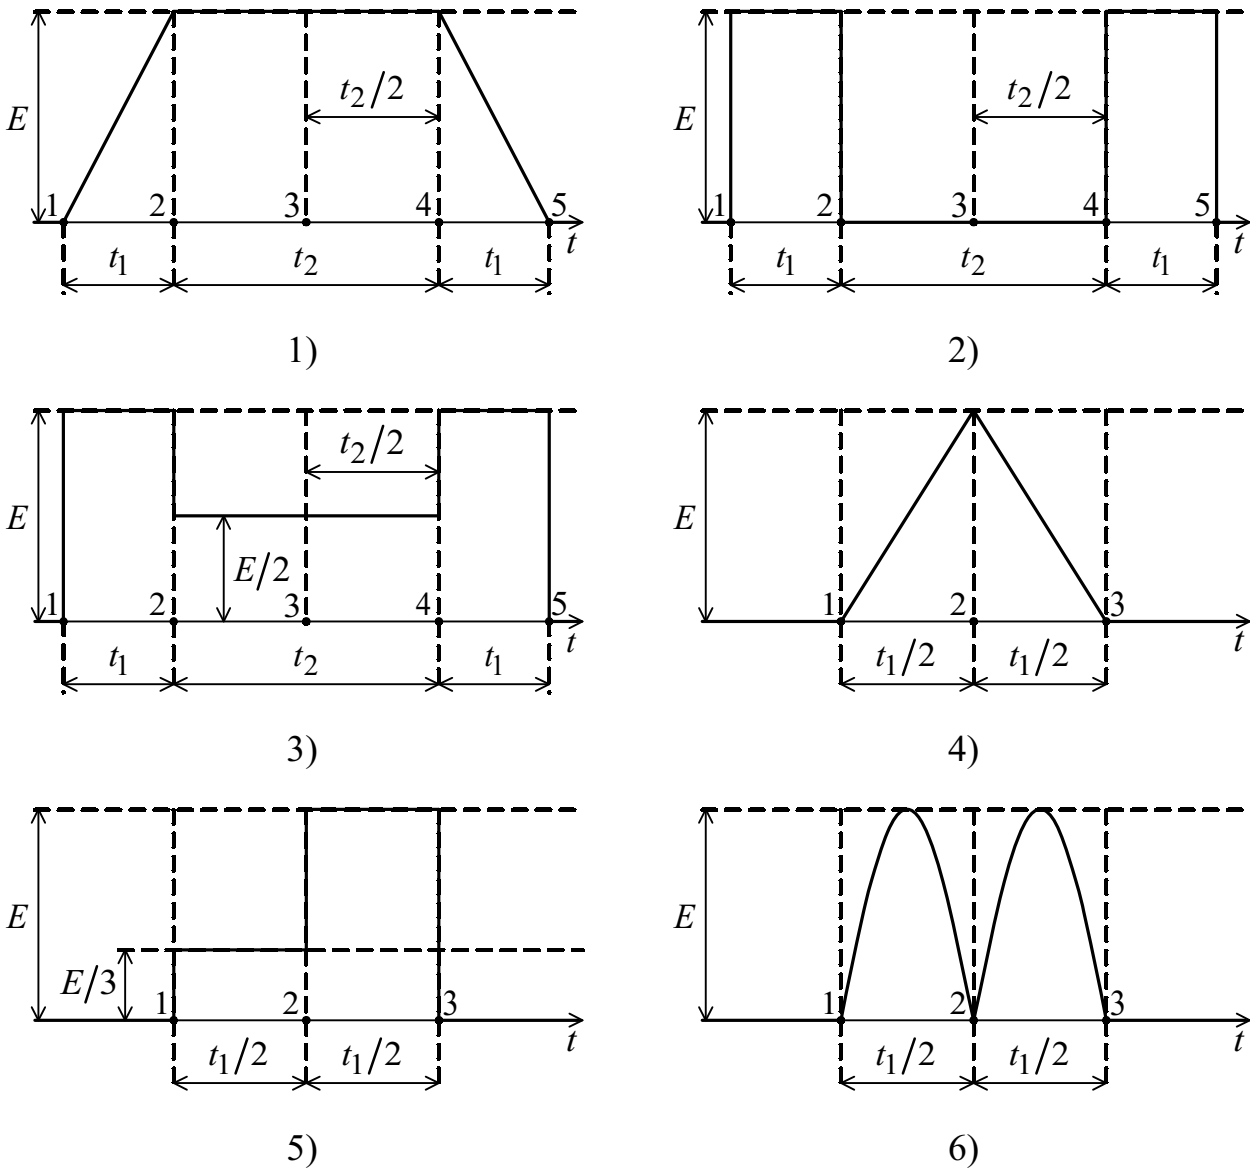 t₂/2 t₂/2
E E
1 2 3 4 5 1 2 3 4 5
t t
t₁ t₂ t₁ t₁ t₂ t₁
1) 2)
t₂/2
E E
E/2
1 2 3 4 5 1 2 3
t t
t₁ t₂ t₁ t₁/2 t₁/2
3) 4)
E E
E/3
1 2 3 1 2 3
t t
t₁/2 t₁/2 t₁/2 t₁/2
5) 6)